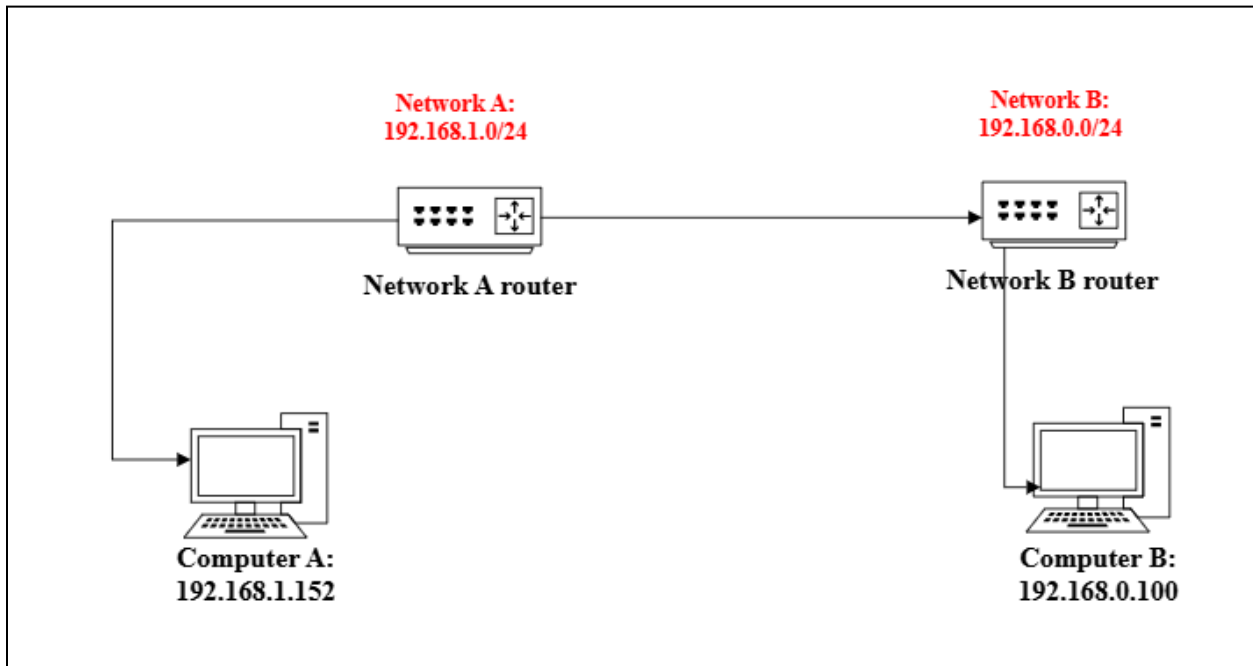 Network A:
192.168.1.0/24
Network B:
192.168.0.0/24
Network A router
Network B router
Computer A:
192.168.1.152
Computer B:
192.168.0.100